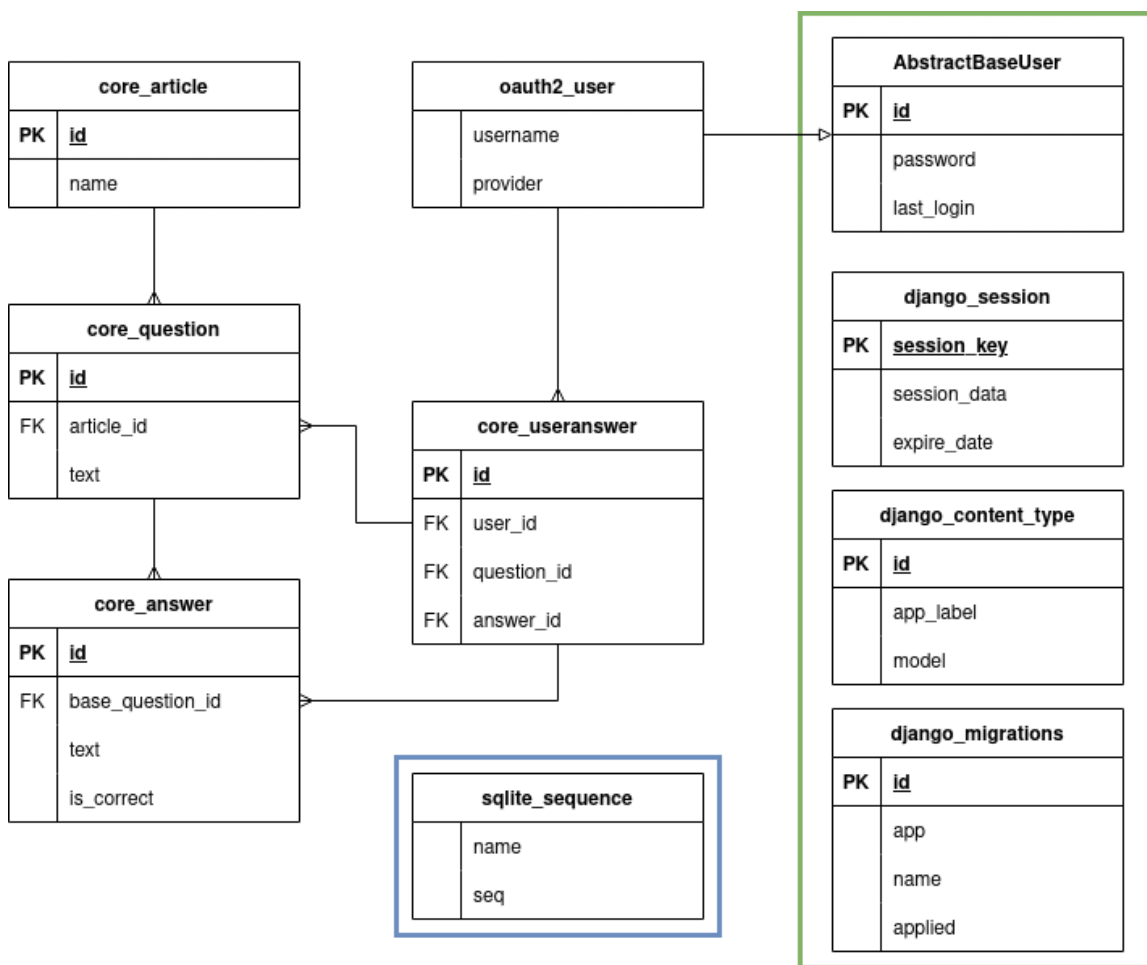 core_article
PK id
name
core_question
PK id
FK article_id
text
core_answer
PK id
FK base_question_id
text
is_correct
oauth2_user
username
provider
core_useranswer
PK id
FK user_id
FK question_id
FK answer_id
sqlite_sequence
name
seq
AbstractBaseUser
PK id
password
last_login
django_session
PK session_key
session_data
expire_date
django_content_type
PK id
app_label
model
django_migrations
PK id
app
name
applied